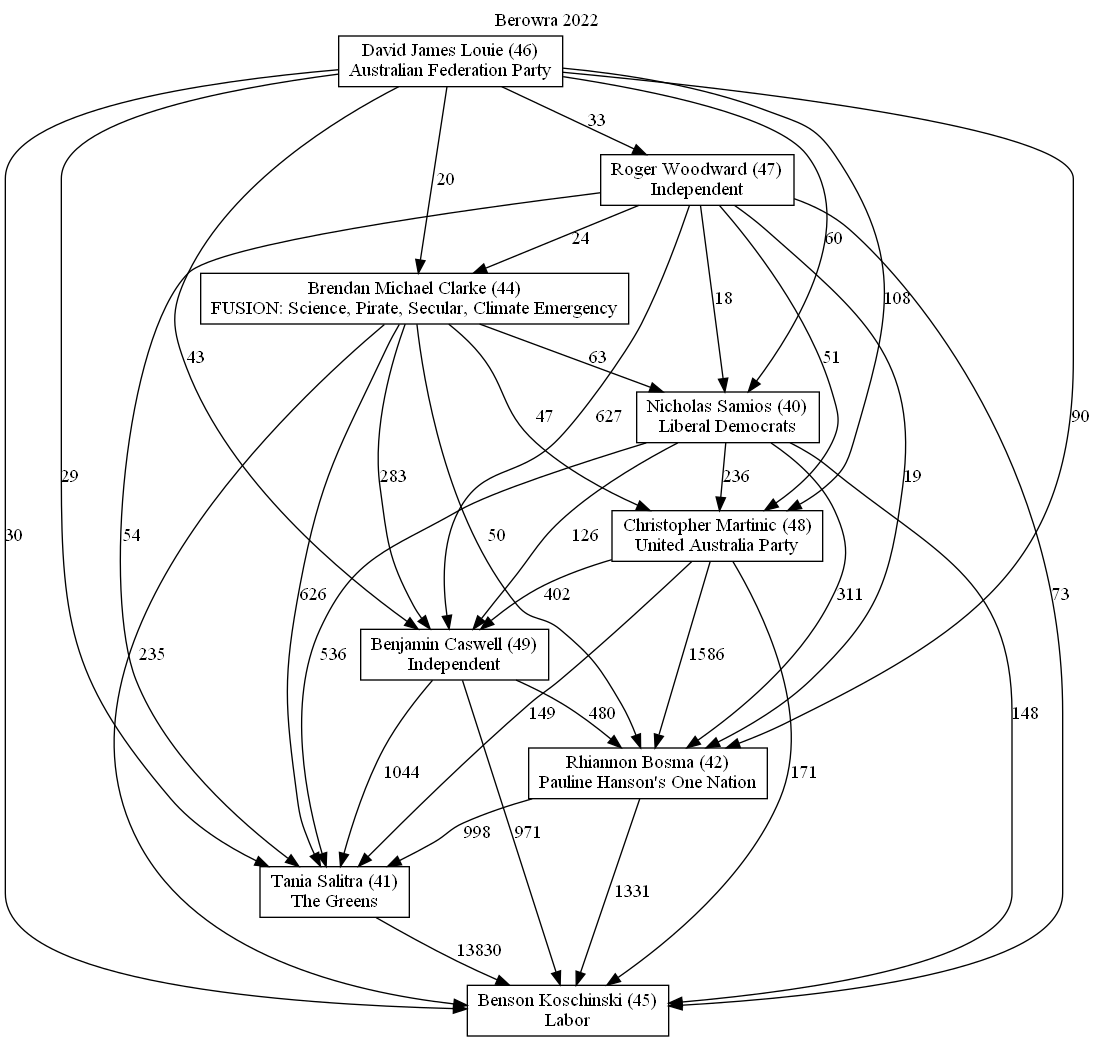 Berowra 2022
David James Louie (46)
Australian Federation Party
33
20
Roger Woodward (47)
Independent
24
60
Brendan Michael Clarke (44)
FUSION: Science, Pirate, Secular, Climate Emergency
18
108
43
63
51
Nicholas Samios (40)
Liberal Democrats
47
627
90
283
236
19
29
Christopher Martinic (48)
United Australia Party
30
54
50
126
626
402
311
73
Benjamin Caswell (49)
Independent
235
536
1586
149
480
148
Rhiannon Bosma (42)
Pauline Hanson's One Nation
1044
171
998
971
Tania Salitra (41)
The Greens
1331
13830
Benson Koschinski (45)
Labor